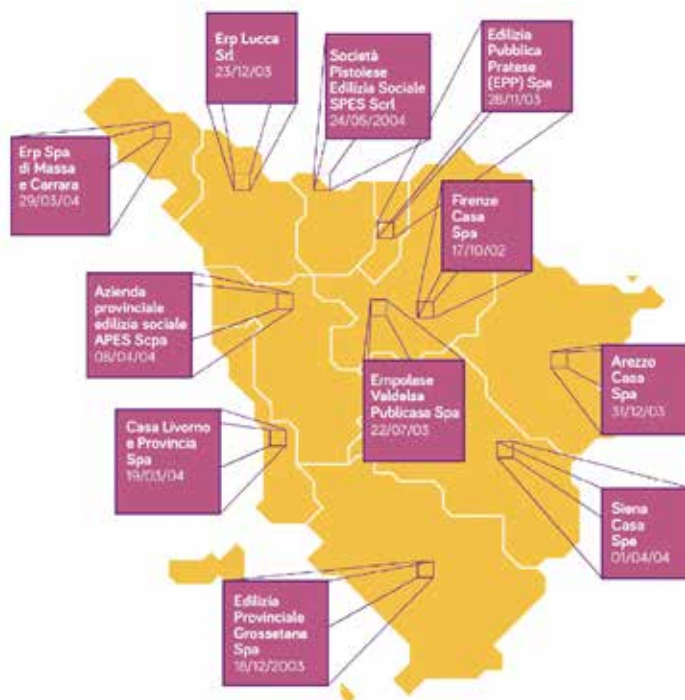 Erp Lucca
Srl
23/12/03
Società
Pistoiese
Edilizia Sociale
SPES Scrl
24/05/2004
Edilizia
Pubblica
Pratese
(EPP) Spa
28/11/03
Erp Spa
di Massa
e Carrara
29/03/04
Firenze
Casa
Spa
17/10/02
Azienda
provinciale
edilizia sociale
APES Scpa
08/04/04
Empolese
Valdelsa
Publicasa Spa
22/07/03
Arezzo
Casa
Spa
31/12/03
Casa Livorno
e Provincia
Spa
19/03/04
Siena
Casa
Spa
01/04/04
Edilizia
Provinciale
Grossetana
Spa
18/12/2003